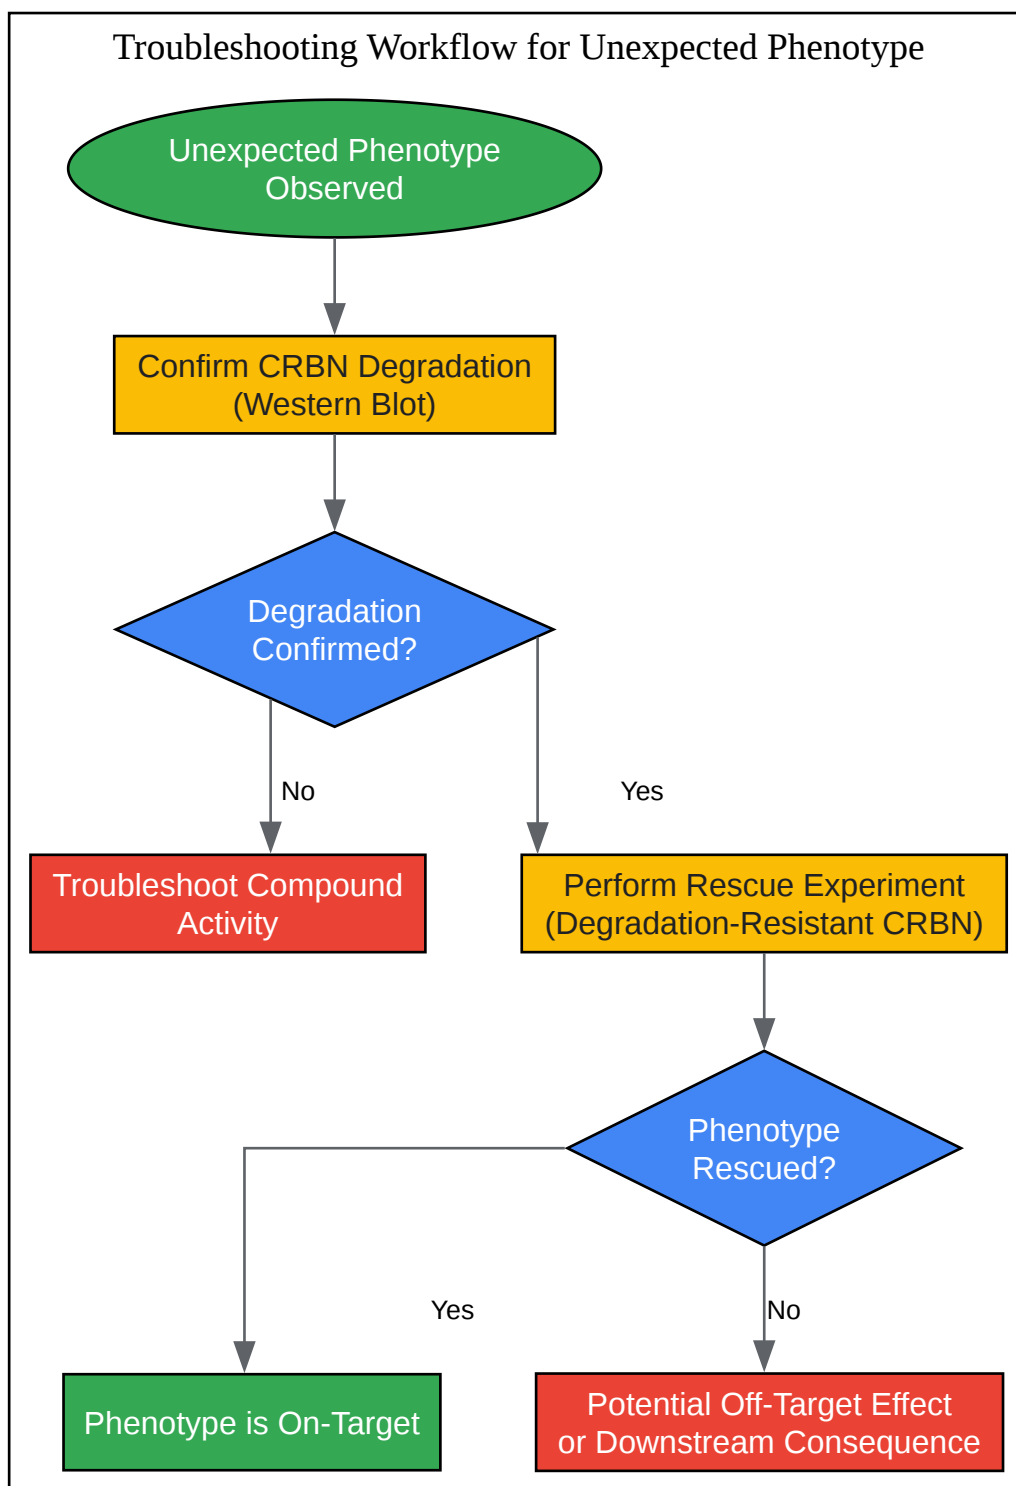 Troubleshooting Workflow for Unexpected Phenotype
Unexpected Phenotype
Observed
Confirm CRBN Degradation
(Western Blot)
Degradation
Confirmed?
No
Yes
Troubleshoot Compound
Activity
Perform Rescue Experiment
(Degradation-Resistant CRBN)
Phenotype
Rescued?
Yes
No
Phenotype is On-Target
Potential Off-Target Effect
or Downstream Consequence